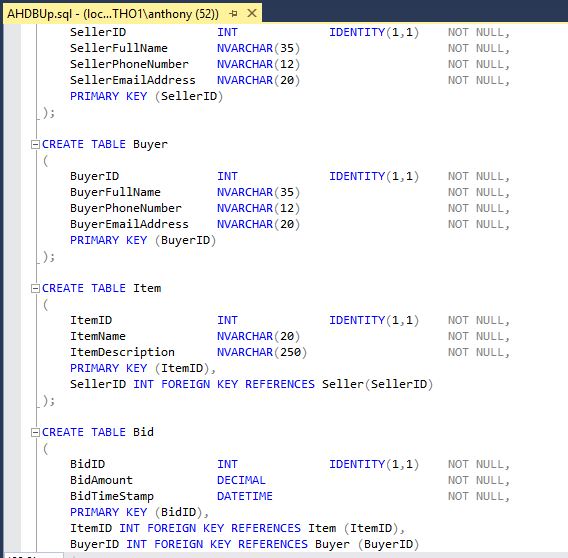 AHDBUp.sql - (loc...THO1\anthony (52))
SellerID INT IDENTITY(1,1) NOT NULL,
SellerFullName NVARCHAR(35) NOT NULL,
SellerPhoneNumber NVARCHAR(12) NOT NULL,
SellerEmailAddress NVARCHAR(20) NOT NULL,
PRIMARY KEY (SellerID)
);
CREATE TABLE Buyer
(
BuyerID INT IDENTITY(1,1) NOT NULL,
BuyerFullName NVARCHAR(35) NOT NULL,
BuyerPhoneNumber NVARCHAR(12) NOT NULL,
BuyerEmailAddress NVARCHAR(20) NOT NULL,
PRIMARY KEY (BuyerID)
);
CREATE TABLE Item
(
ItemID INT IDENTITY(1,1) NOT NULL,
ItemName NVARCHAR(20) NOT NULL,
ItemDescription NVARCHAR(250) NOT NULL,
PRIMARY KEY (ItemID),
SellerID INT FOREIGN KEY REFERENCES Seller(SellerID)
);
CREATE TABLE Bid
(
BidID INT IDENTITY(1,1) NOT NULL,
BidAmount DECIMAL NOT NULL,
BidTimeStamp DATETIME NOT NULL,
PRIMARY KEY (BidID),
ItemID INT FOREIGN KEY REFERENCES Item (ItemID),
BuyerID INT FOREIGN KEY REFERENCES Buyer (BuyerID)